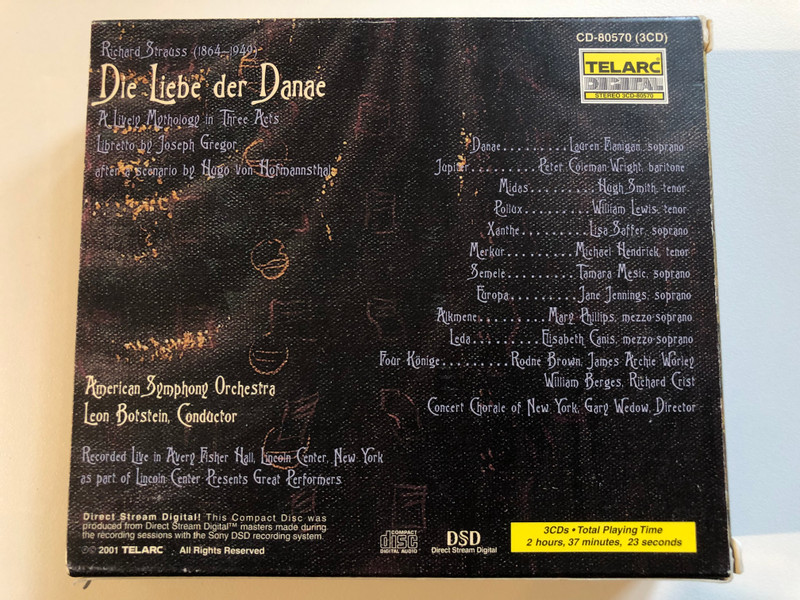 Richard Strauss (1864-1949)
Die Liebe der Danae
A Lively Mythology in Three Acts
Libretto by Joseph Gregor,
after a scenario by Hugo von Hofmannsthal
CD-80570 (3CD)
TELARC
DIGITAL
STEREO 3CD-80570
Danae.........Lauren Flanigan, soprano
Jupiter.........Peter Coleman-Wright, baritone
Midas.........Hugh Smith, tenor
Pollux.........William Lewis, tenor
Xanthe.........Lisa Saffer, soprano
Merkur.........Michael Hendrick, tenor
Semele.........Tamara Mesic, soprano
Europa.........Jane Jennings, soprano
Alkmene.........Mary Phillips, mezzo-soprano
Leda.........Elisabeth Canis, mezzo-soprano
Four Könige.........Rodne Brown, James Archie Worley
William Berges, Richard Crist
Concert Chorale of New York, Gary Wedow, Director
American Symphony Orchestra
Leon Botstein, Conductor
Recorded Live in Avery Fisher Hall, Lincoln Center, New York
as part of Lincoln Center Presents Great Performers
Direct Stream Digital! This Compact Disc was
produced from Direct Stream Digital™ masters made during
the recording sessions with the Sony DSD recording system.
℗© 2001 TELARC All Rights Reserved
COMPACT
disc
DIGITAL AUDIO
DSD
Direct Stream Digital
3CDs • Total Playing Time
2 hours, 37 minutes, 23 seconds